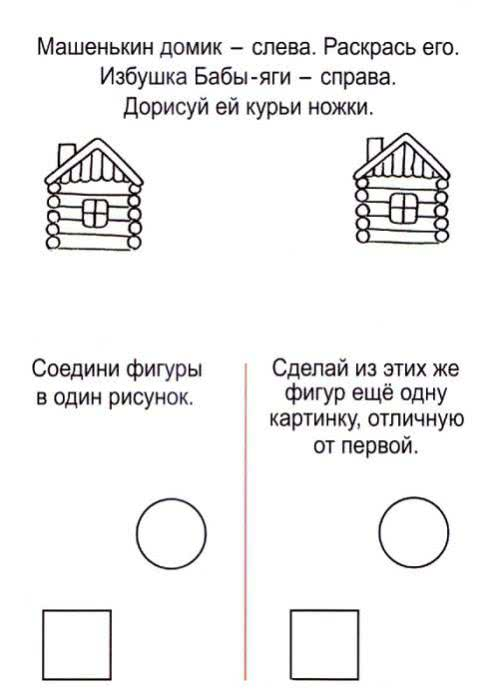 Машенькин домик – слева. Раскрась его.
Избушка Бабы-яги – справа.
Дорисуй ей курьи ножки.
Соедини фигуры
в один рисунок.
Сделай из этих же
фигур ещё одну
картинку, отличную
от первой.